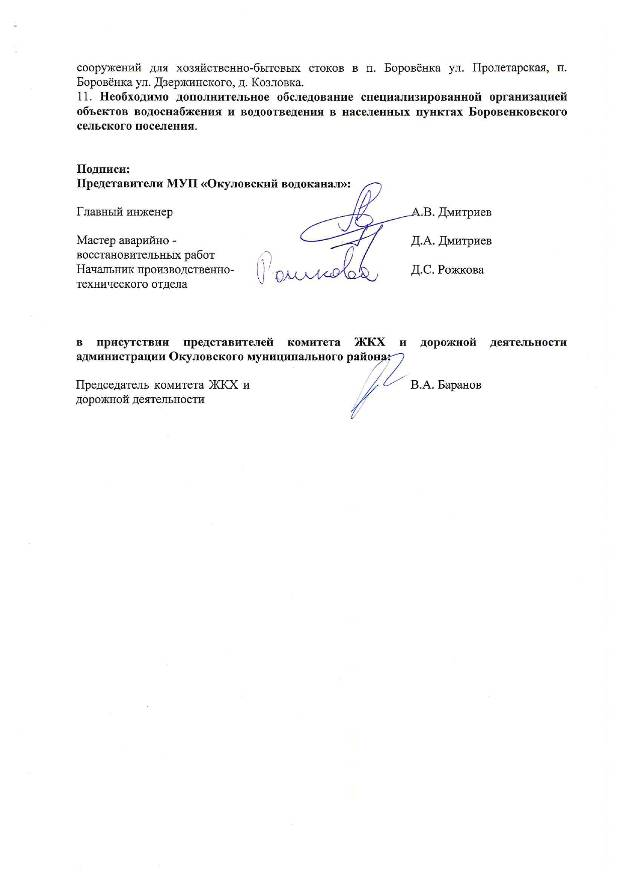 сооружений для хозяйственно-бытовых стоков в п. Боровёнка ул. Пролетарская, п.
Боровёнка ул. Дзержинского, д. Козловка.
11. Необходимо дополнительное обследование специализированной организацией
объектов водоснабжения и водоотведения в населенных пунктах Боровенковского
сельского поселения.
Подписи:
Представители МУП «Окуловский водоканал»:
Главный инженер А.В. Дмитриев
Мастер аварийно - Д.А. Дмитриев
восстановительных работ
Начальник производственно- Д.С. Рожкова
технического отдела
в присутствии представителей комитета ЖКХ и дорожной деятельности
администрации Окуловского муниципального района:
Председатель комитета ЖКХ и В.А. Баранов
дорожной деятельности